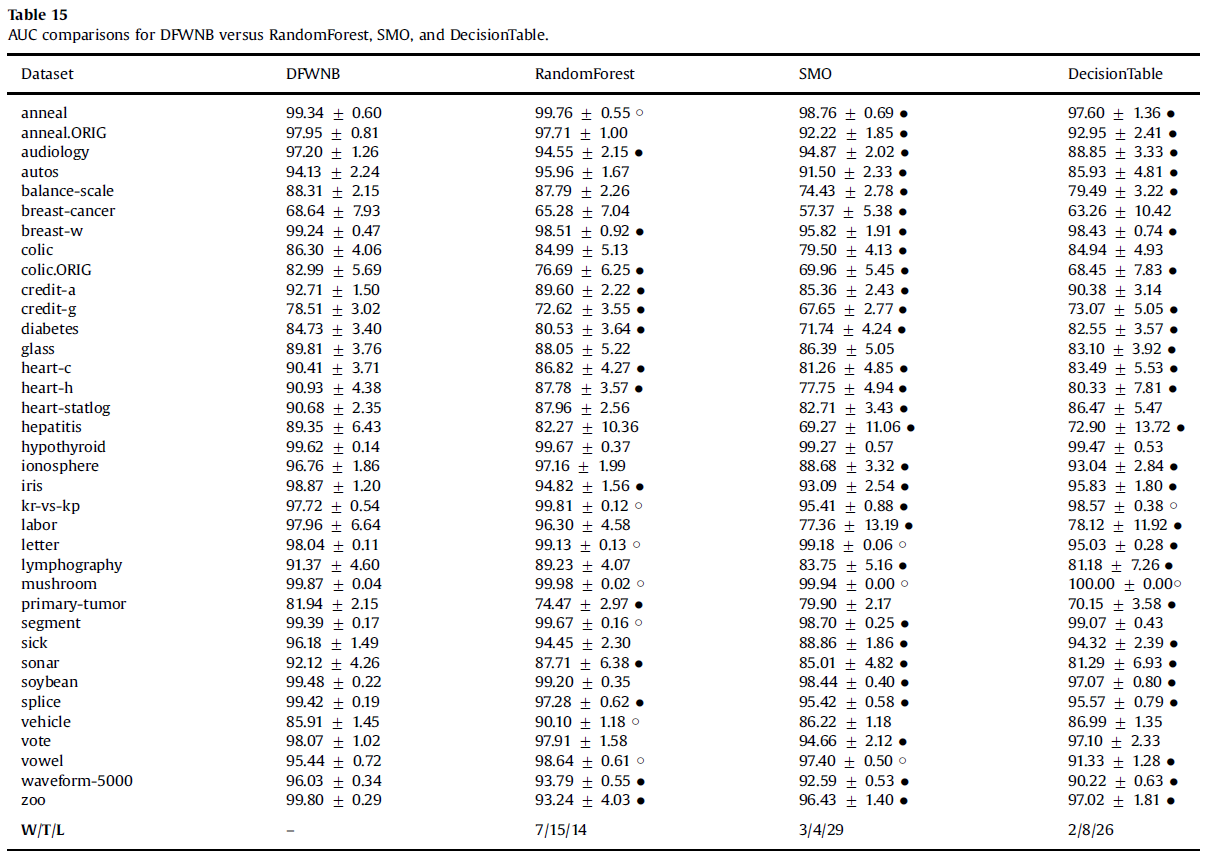 Table 15
AUC comparisons for DFWNB versus RandomForest, SMO, and DecisionTable.
Dataset DFWNB RandomForest SMO DecisionTable
anneal 99.34 ± 0.60 99.76 ± 0.55 ○ 98.76 ± 0.69 ● 97.60 ± 1.36 ●
anneal.ORIG 97.95 ± 0.81 97.71 ± 1.00 92.22 ± 1.85 ● 92.95 ± 2.41 ●
audiology 97.20 ± 1.26 94.55 ± 2.15 ● 94.87 ± 2.02 ● 88.85 ± 3.33 ●
autos 94.13 ± 2.24 95.96 ± 1.67 91.50 ± 2.33 ● 85.93 ± 4.81 ●
balance-scale 88.31 ± 2.15 87.79 ± 2.26 74.43 ± 2.78 ● 79.49 ± 3.22 ●
breast-cancer 68.64 ± 7.93 65.28 ± 7.04 57.37 ± 5.38 ● 63.26 ± 10.42
breast-w 99.24 ± 0.47 98.51 ± 0.92 ● 95.82 ± 1.91 ● 98.43 ± 0.74 ●
colic 86.30 ± 4.06 84.99 ± 5.13 79.50 ± 4.13 ● 84.94 ± 4.93
colic.ORIG 82.99 ± 5.69 76.69 ± 6.25 ● 69.96 ± 5.45 ● 68.45 ± 7.83 ●
credit-a 92.71 ± 1.50 89.60 ± 2.22 ● 85.36 ± 2.43 ● 90.38 ± 3.14
credit-g 78.51 ± 3.02 72.62 ± 3.55 ● 67.65 ± 2.77 ● 73.07 ± 5.05 ●
diabetes 84.73 ± 3.40 80.53 ± 3.64 ● 71.74 ± 4.24 ● 82.55 ± 3.57 ●
glass 89.81 ± 3.76 88.05 ± 5.22 86.39 ± 5.05 83.10 ± 3.92 ●
heart-c 90.41 ± 3.71 86.82 ± 4.27 ● 81.26 ± 4.85 ● 83.49 ± 5.53 ●
heart-h 90.93 ± 4.38 87.78 ± 3.57 ● 77.75 ± 4.94 ● 80.33 ± 7.81 ●
heart-statlog 90.68 ± 2.35 87.96 ± 2.56 82.71 ± 3.43 ● 86.47 ± 5.47
hepatitis 89.35 ± 6.43 82.27 ± 10.36 69.27 ± 11.06 ● 72.90 ± 13.72 ●
hypothyroid 99.62 ± 0.14 99.67 ± 0.37 99.27 ± 0.57 99.47 ± 0.53
ionosphere 96.76 ± 1.86 97.16 ± 1.99 88.68 ± 3.32 ● 93.04 ± 2.84 ●
iris 98.87 ± 1.20 94.82 ± 1.56 ● 93.09 ± 2.54 ● 95.83 ± 1.80 ●
kr-vs-kp 97.72 ± 0.54 99.81 ± 0.12 ○ 95.41 ± 0.88 ● 98.57 ± 0.38 ○
labor 97.96 ± 6.64 96.30 ± 4.58 77.36 ± 13.19 ● 78.12 ± 11.92 ●
letter 98.04 ± 0.11 99.13 ± 0.13 ○ 99.18 ± 0.06 ○ 95.03 ± 0.28 ●
lymphography 91.37 ± 4.60 89.23 ± 4.07 83.75 ± 5.16 ● 81.18 ± 7.26 ●
mushroom 99.87 ± 0.04 99.98 ± 0.02 ○ 99.94 ± 0.00 ○ 100.00 ± 0.00○
primary-tumor 81.94 ± 2.15 74.47 ± 2.97 ● 79.90 ± 2.17 70.15 ± 3.58 ●
segment 99.39 ± 0.17 99.67 ± 0.16 ○ 98.70 ± 0.25 ● 99.07 ± 0.43
sick 96.18 ± 1.49 94.45 ± 2.30 88.86 ± 1.86 ● 94.32 ± 2.39 ●
sonar 92.12 ± 4.26 87.71 ± 6.38 ● 85.01 ± 4.82 ● 81.29 ± 6.93 ●
soybean 99.48 ± 0.22 99.20 ± 0.35 98.44 ± 0.40 ● 97.07 ± 0.80 ●
splice 99.42 ± 0.19 97.28 ± 0.62 ● 95.42 ± 0.58 ● 95.57 ± 0.79 ●
vehicle 85.91 ± 1.45 90.10 ± 1.18 ○ 86.22 ± 1.18 86.99 ± 1.35
vote 98.07 ± 1.02 97.91 ± 1.58 94.66 ± 2.12 ● 97.10 ± 2.33
vowel 95.44 ± 0.72 98.64 ± 0.61 ○ 97.40 ± 0.50 ○ 91.33 ± 1.28 ●
waveform-5000 96.03 ± 0.34 93.79 ± 0.55 ● 92.59 ± 0.53 ● 90.22 ± 0.63 ●
zoo 99.80 ± 0.29 93.24 ± 4.03 ● 96.43 ± 1.40 ● 97.02 ± 1.81 ●
W/T/L – 7/15/14 3/4/29 2/8/26